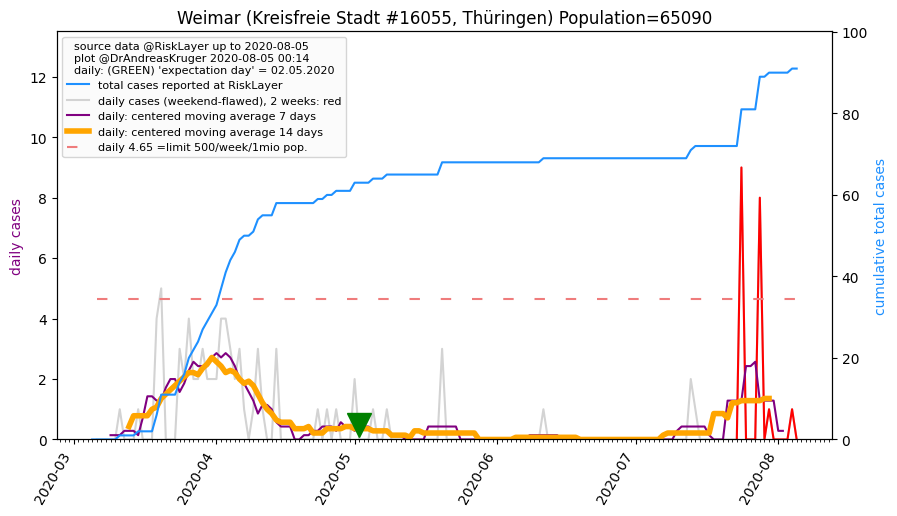 Weimar (Kreisfreie Stadt #16055, Thüringen) Population=65090
source data @RiskLayer up to 2020-08-05
plot @DrAndreasKruger 2020-08-05 00:14
daily: (GREEN) 'expectation day' = 02.05.2020
total cases reported at RiskLayer
daily cases (weekend-flawed), 2 weeks: red
daily: centered moving average 7 days
daily: centered moving average 14 days
daily 4.65 =limit 500/week/1mio pop.
daily cases
0
2
4
6
8
10
12
cumulative total cases
0
20
40
60
80
100
2020-03
2020-04
2020-05
2020-06
2020-07
2020-08